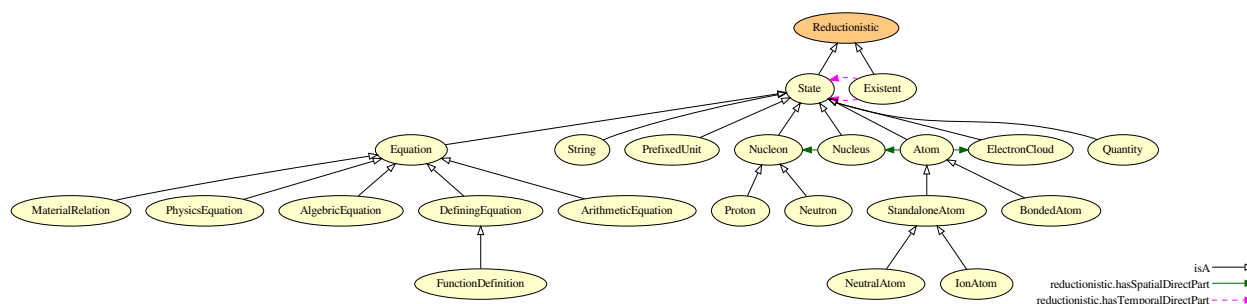 Reductionistic
State
Existent
Equation
String
PrefixedUnit
Nucleon
Nucleus
Atom
ElectronCloud
Quantity
MaterialRelation
PhysicsEquation
AlgebricEquation
DefiningEquation
ArithmeticEquation
Proton
Neutron
StandaloneAtom
BondedAtom
FunctionDefinition
NeutralAtom
IonAtom
isA
reductionistic.hasSpatialDirectPart
reductionistic.hasTemporalDirectPart